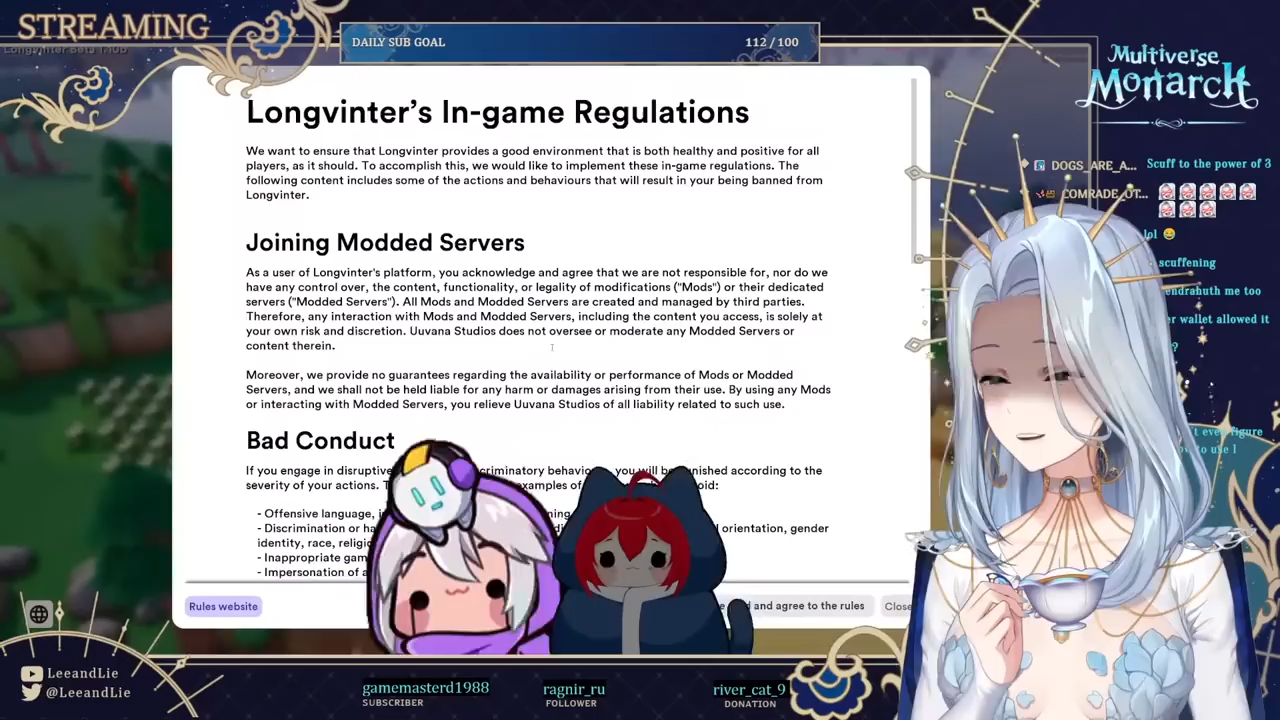 STREAMING
Longvinter Beta 1.10b
DAILY SUB GOAL
112 / 100
Multiverse
Monarch
Longvinter’s In-game Regulations
We want to ensure that Longvinter provides a good environment that is both healthy and positive for all
players, as it should. To accomplish this, we would like to implement these in-game regulations. The
following content includes some of the actions and behaviours that will result in your being banned from
Longvinter.
Joining Modded Servers
As a user of Longvinter's platform, you acknowledge and agree that we are not responsible for, nor do we
have any control over, the content, functionality, or legality of modifications ("Mods") or their dedicated
servers ("Modded Servers"). All Mods and Modded Servers are created and managed by third parties.
Therefore, any interaction with Mods and Modded Servers, including the content you access, is solely at
your own risk and discretion. Uuvana Studios does not oversee or moderate any Modded Servers or
content therein.
Moreover, we provide no guarantees regarding the availability or performance of Mods or Modded
Servers, and we shall not be held liable for any harm or damages arising from their use. By using any Mods
or interacting with Modded Servers, you relieve Uuvana Studios of all liability related to such use.
Bad Conduct
If you engage in disruptive criminatory behavio you will be nished according to the
severity of your actions. T examples of oid:
- Offensive language, i ning
- Discrimination or ha di l orientation, gender
identity, race, religio
- Inappropriate gam
- Impersonation of a
Rules website
d and agree to the rules
Close
DOGS_ARE_A... Scuff to the power of 3
COMRADE_OT...
lol
scuffening
endrahuth me too
er wallet allowed it
?
t even figure
to use l
LeeandLie
@LeeandLie
gamemasterd1988
SUBSCRIBER
ragnir_ru
FOLLOWER
river_cat_9
DONATION